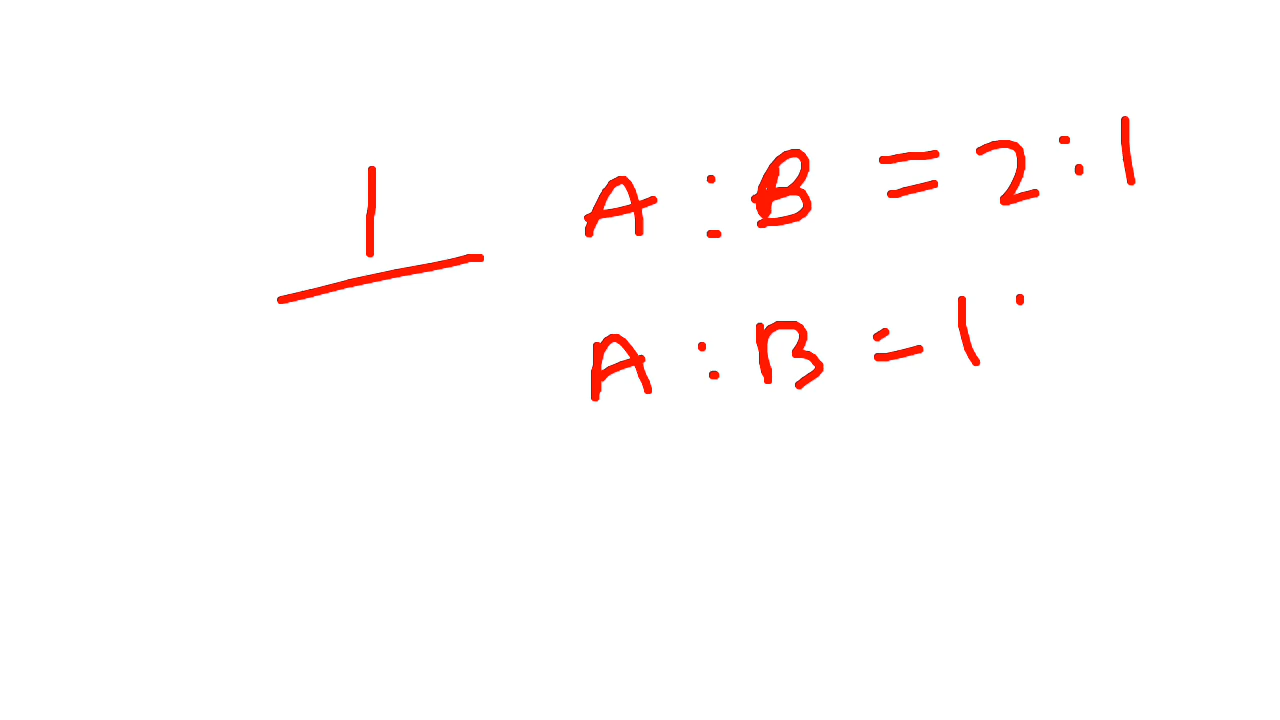 1
A : B = 2 : 1
A : B = 1 ·